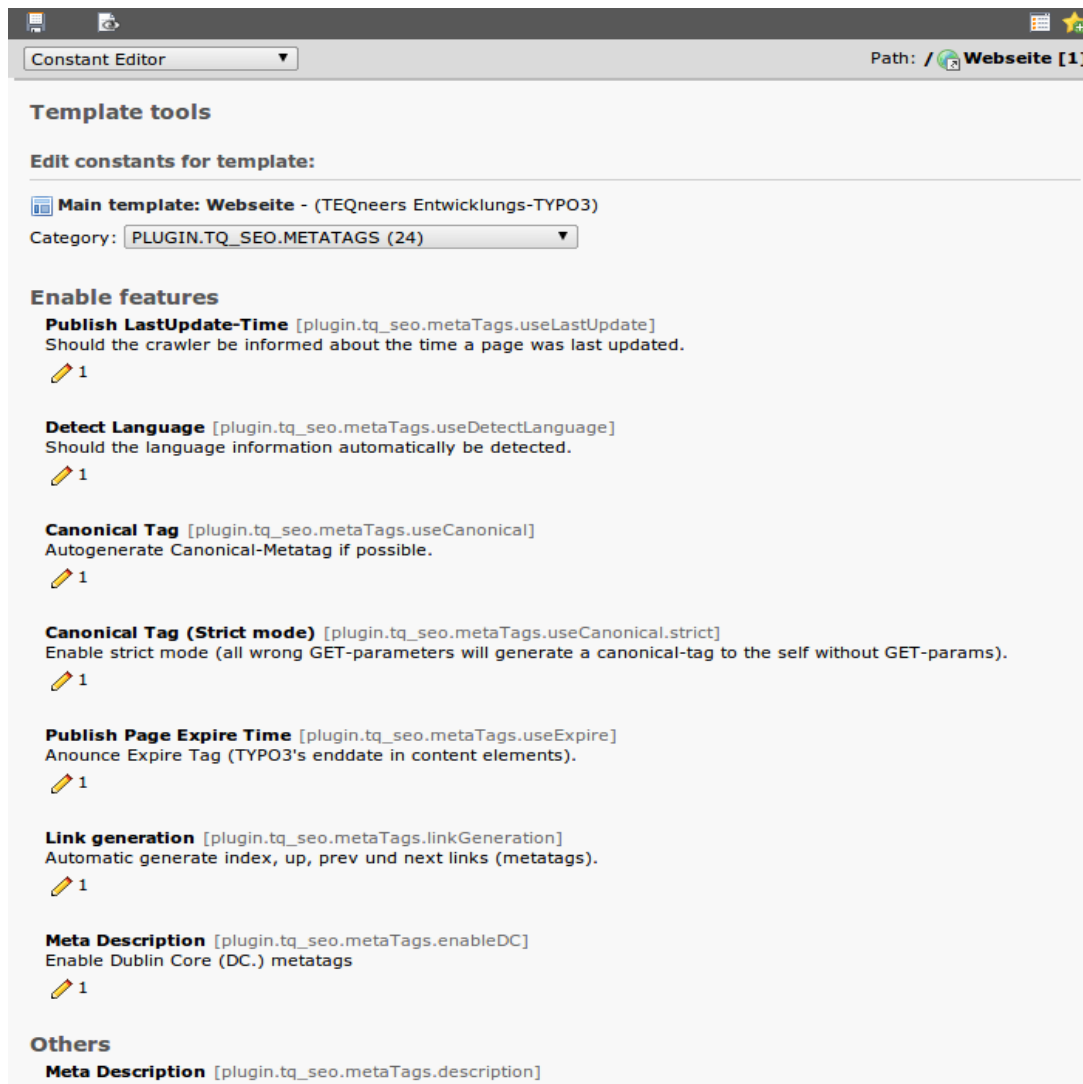 Constant Editor
Path: / Webseite [1]
Template tools
Edit constants for template:
Main template: Webseite - (TEQneers Entwicklungs-TYPO3)
Category: PLUGIN.TQ_SEO.METATAGS (24)
Enable features
Publish LastUpdate-Time [plugin.tq_seo.metaTags.useLastUpdate]
Should the crawler be informed about the time a page was last updated.
1
Detect Language [plugin.tq_seo.metaTags.useDetectLanguage]
Should the language information automatically be detected.
1
Canonical Tag [plugin.tq_seo.metaTags.useCanonical]
Autogenerate Canonical-Metatag if possible.
1
Canonical Tag (Strict mode) [plugin.tq_seo.metaTags.useCanonical.strict]
Enable strict mode (all wrong GET-parameters will generate a canonical-tag to the self without GET-params).
1
Publish Page Expire Time [plugin.tq_seo.metaTags.useExpire]
Anounce Expire Tag (TYPO3's enddate in content elements).
1
Link generation [plugin.tq_seo.metaTags.linkGeneration]
Automatic generate index, up, prev und next links (metatags).
1
Meta Description [plugin.tq_seo.metaTags.enableDC]
Enable Dublin Core (DC.) metatags
1
Others
Meta Description [plugin.tq_seo.metaTags.description]